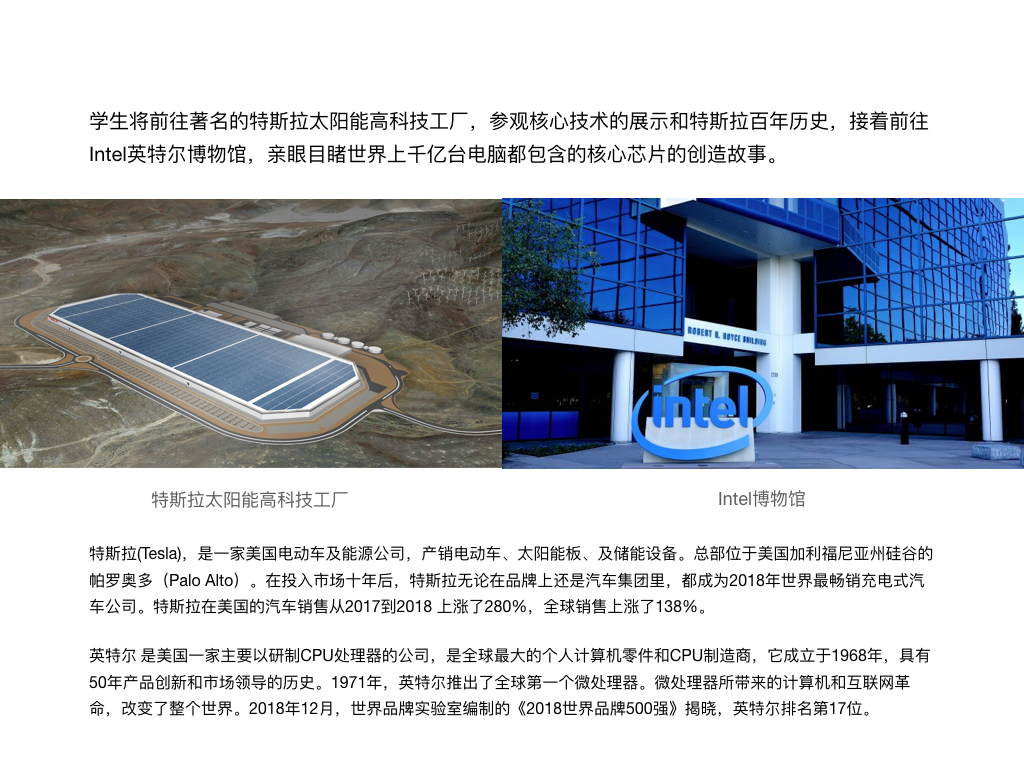 学生将前往著名的特斯拉太阳能高科技工厂，参观核心技术的展示和特斯拉百年历史，接着前往
Intel英特尔博物馆，亲眼目睹世界上千亿台电脑都包含的核心芯片的创造故事。
ROBERT N. NOYCE BUILDING
2200
intel
特斯拉太阳能高科技工厂
Intel博物馆
特斯拉(Tesla)，是一家美国电动车及能源公司，产销电动车、太阳能板、及储能设备。总部位于美国加利福尼亚州硅谷的
帕罗奥多（Palo Alto）。在投入市场十年后，特斯拉无论在品牌上还是汽车集团里，都成为2018年世界最畅销充电式汽
车公司。特斯拉在美国的汽车销售从2017到2018 上涨了280%，全球销售上涨了138%。
英特尔 是美国一家主要以研制CPU处理器的公司，是全球最大的个人计算机零件和CPU制造商，它成立于1968年，具有
50年产品创新和市场领导的历史。1971年，英特尔推出了全球第一个微处理器。微处理器所带来的计算机和互联网革
命，改变了整个世界。2018年12月，世界品牌实验室编制的《2018世界品牌500强》揭晓，英特尔排名第17位。